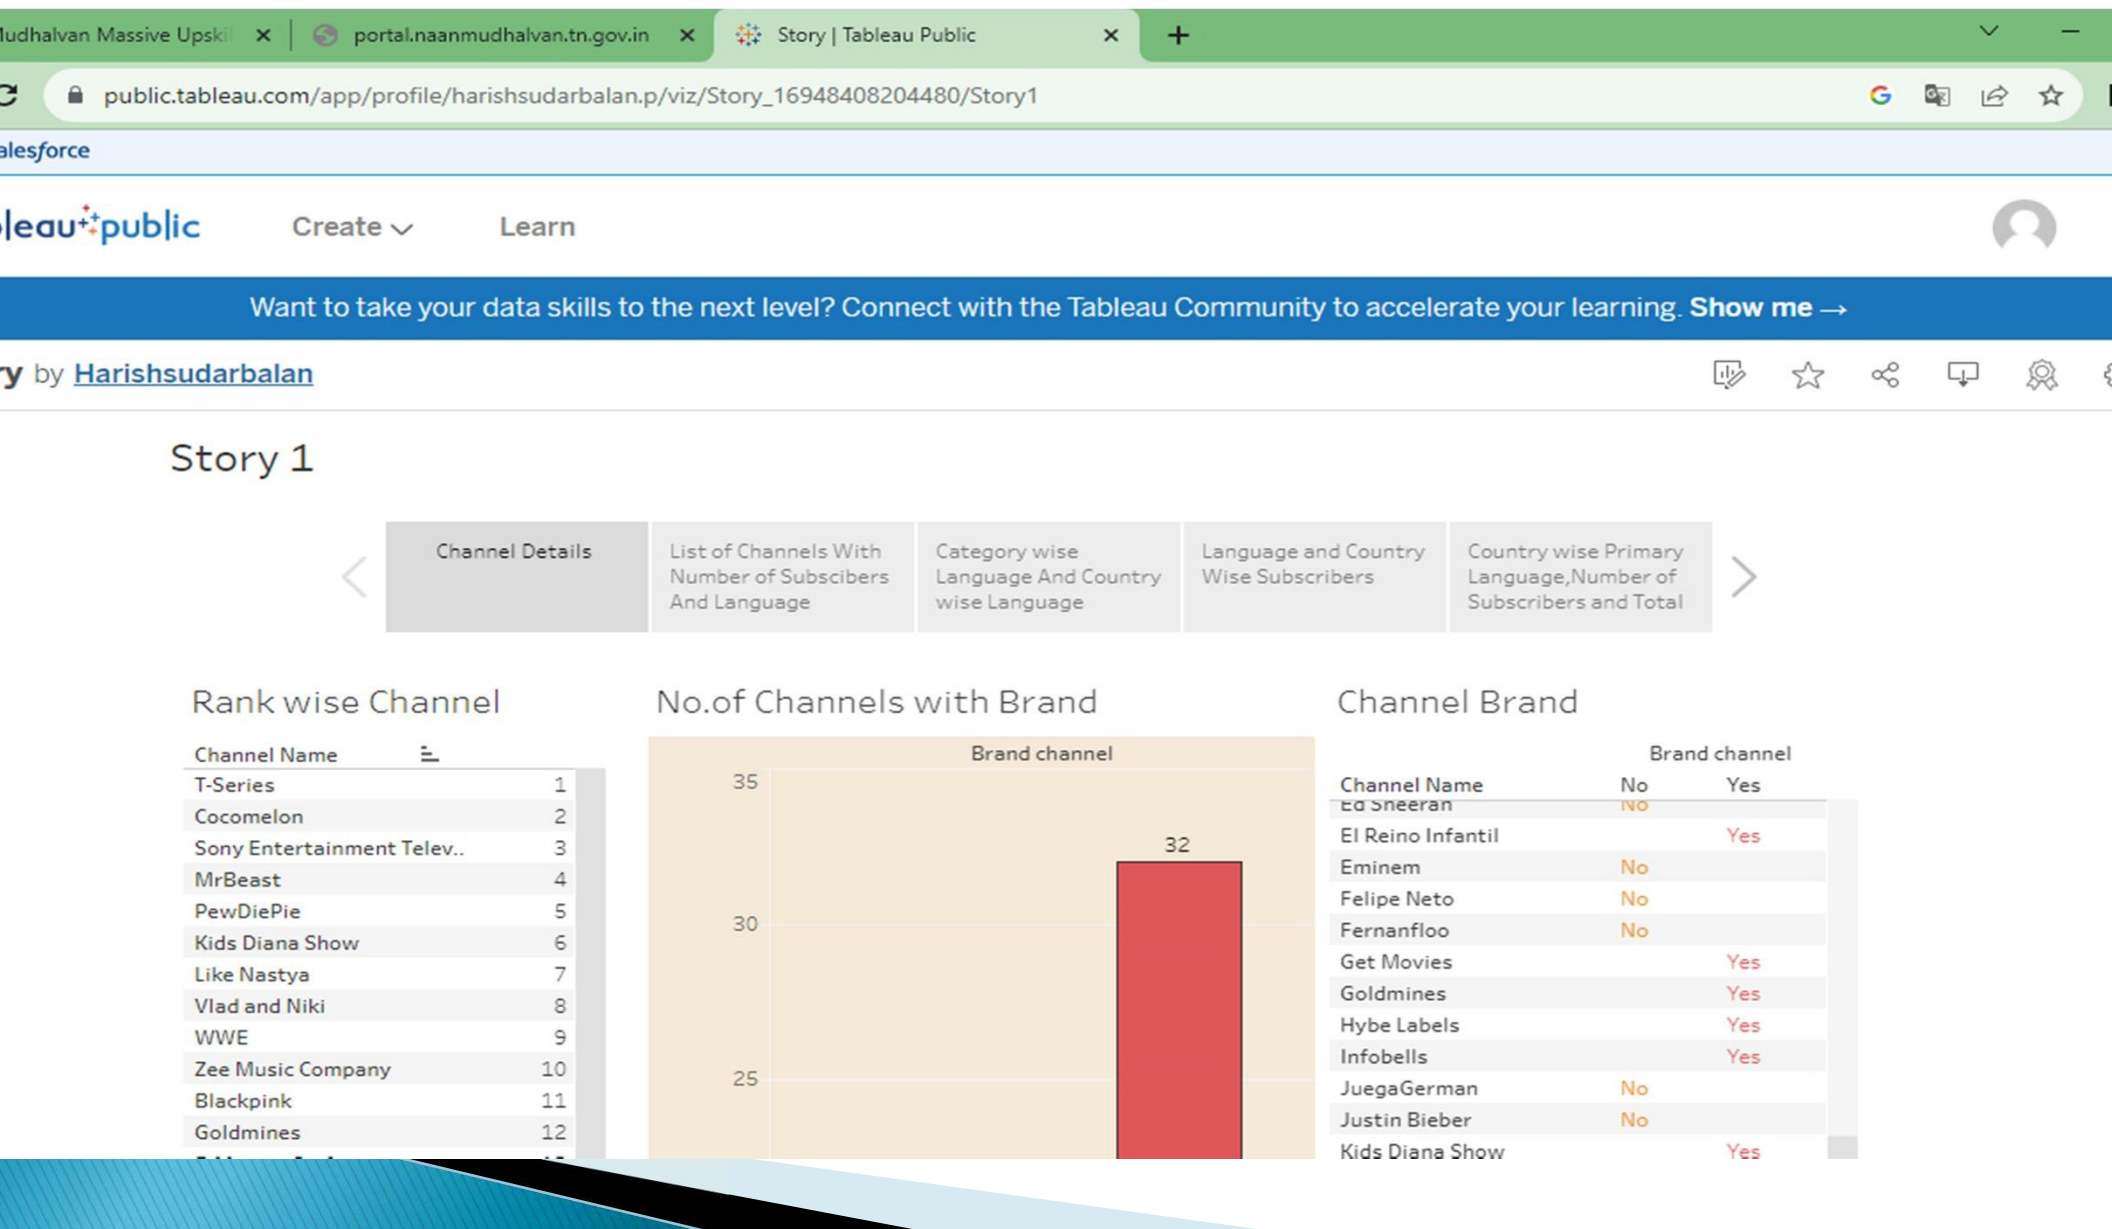 Mudhalvan Massive Upskil
portal.naanmudhalvan.tn.gov.in
Story | Tableau Public
public.tableau.com/app/profile/harishsudarbalan.p/viz/Story_16948408204480/Story1
alesforce
leau public
Create
Learn
Want to take your data skills to the next level? Connect with the Tableau Community to accelerate your learning. Show me →
ry by Harishsudarbalan
Story 1
Channel Details
List of Channels With
Number of Subscibers
And Language
Category wise
Language And Country
wise Language
Language and Country
Wise Subscribers
Country wise Primary
Language,Number of
Subscribers and Total
Rank wise Channel
Channel Name
T-Series 1
Cocomelon 2
Sony Entertainment Telev.. 3
MrBeast 4
PewDiePie 5
Kids Diana Show 6
Like Nastya 7
Vlad and Niki 8
WWE 9
Zee Music Company 10
Blackpink 11
Goldmines 12
No.of Channels with Brand
Brand channel
35
32
30
25
Channel Brand
Brand channel
Channel Name No Yes
Ed Sheeran No
El Reino Infantil Yes
Eminem No
Felipe Neto No
Fernanfloo No
Get Movies Yes
Goldmines Yes
Hybe Labels Yes
Infobells Yes
JuegaGerman No
Justin Bieber No
Kids Diana Show Yes